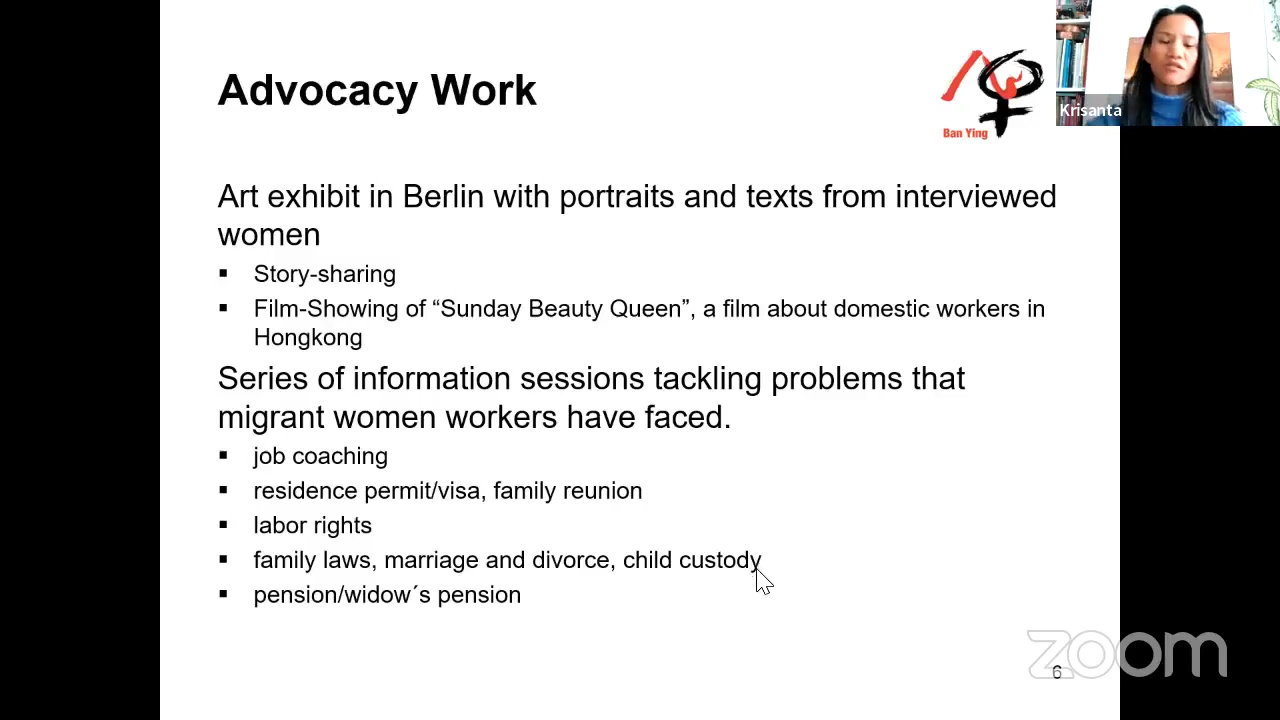 Advocacy Work
Ban Ying
Krisanta
Art exhibit in Berlin with portraits and texts from interviewed
women
▪ Story-sharing
▪ Film-Showing of “Sunday Beauty Queen”, a film about domestic workers in
Hongkong
Series of information sessions tackling problems that
migrant women workers have faced.
▪ job coaching
▪ residence permit/visa, family reunion
▪ labor rights
▪ family laws, marriage and divorce, child custody
▪ pension/widow´s pension
zoom
6